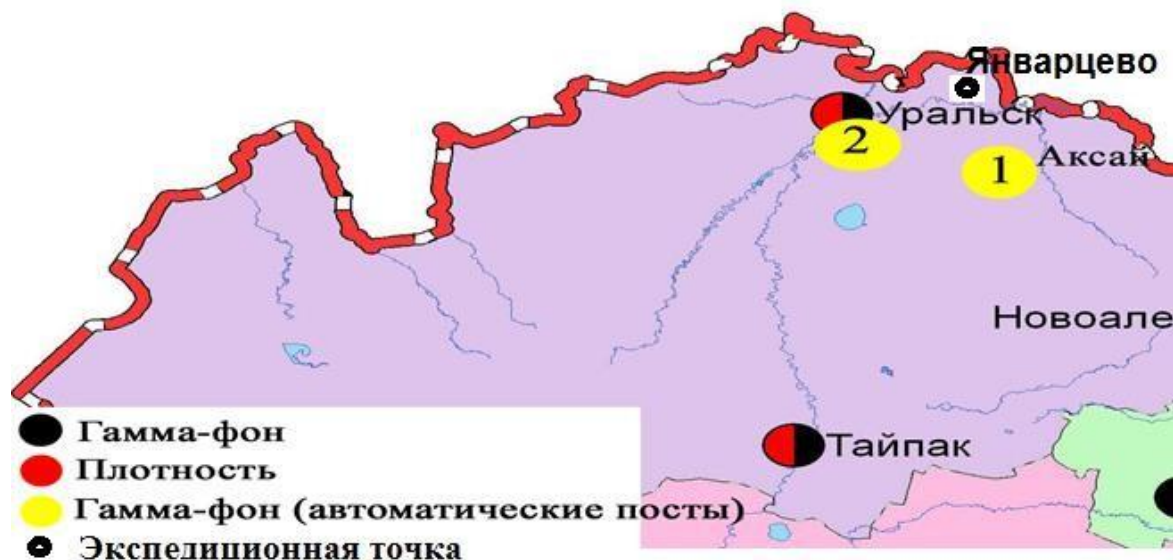 Январцево
Уральск
2
1
Аксай
Новоале
Тайпак
Гамма-фон
Плотность
Гамма-фон (автоматические посты)
Экспедиционная точка